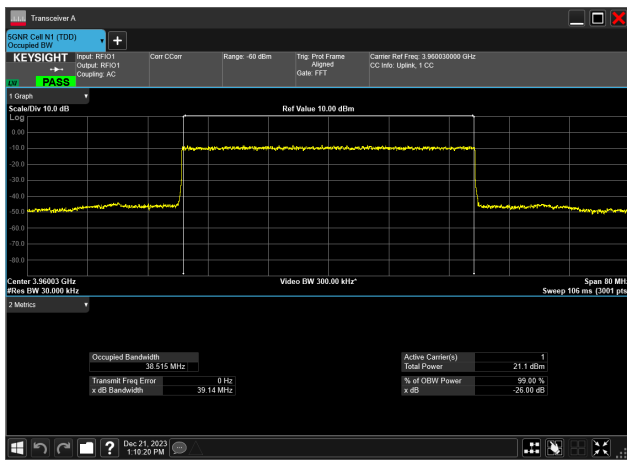 Transceiver A
5GNR Cell N1 (TDD)
Occupied BW
+
KEYSIGHT
LXI
PASS
Input: RFIO1
Output: RFIO1
Coupling: AC
Corr CCorr
Range: -60 dBm
Trig: Prot Frame
Aligned
Gate: FFT
Carrier Ref Freq: 3.960030000 GHz
CC Info: Uplink, 1 CC
1 Graph
Scale/Div 10.0 dB
Ref Value 10.00 dBm
Log
0.00
-10.0
-20.0
-30.0
-40.0
-50.0
-60.0
-70.0
-80.0
Center 3.96003 GHz
Video BW 300.00 kHz*
Span 80 MHz
#Res BW 30.000 kHz
Sweep 106 ms (3001 pts
2 Metrics
Occupied Bandwidth
38.515 MHz
Active Carrier(s) 1
Total Power 21.1 dBm
Transmit Freq Error 0 Hz
x dB Bandwidth 39.14 MHz
% of OBW Power 99.00 %
x dB -26.00 dB
?
Dec 21, 2023
1:10:20 PM